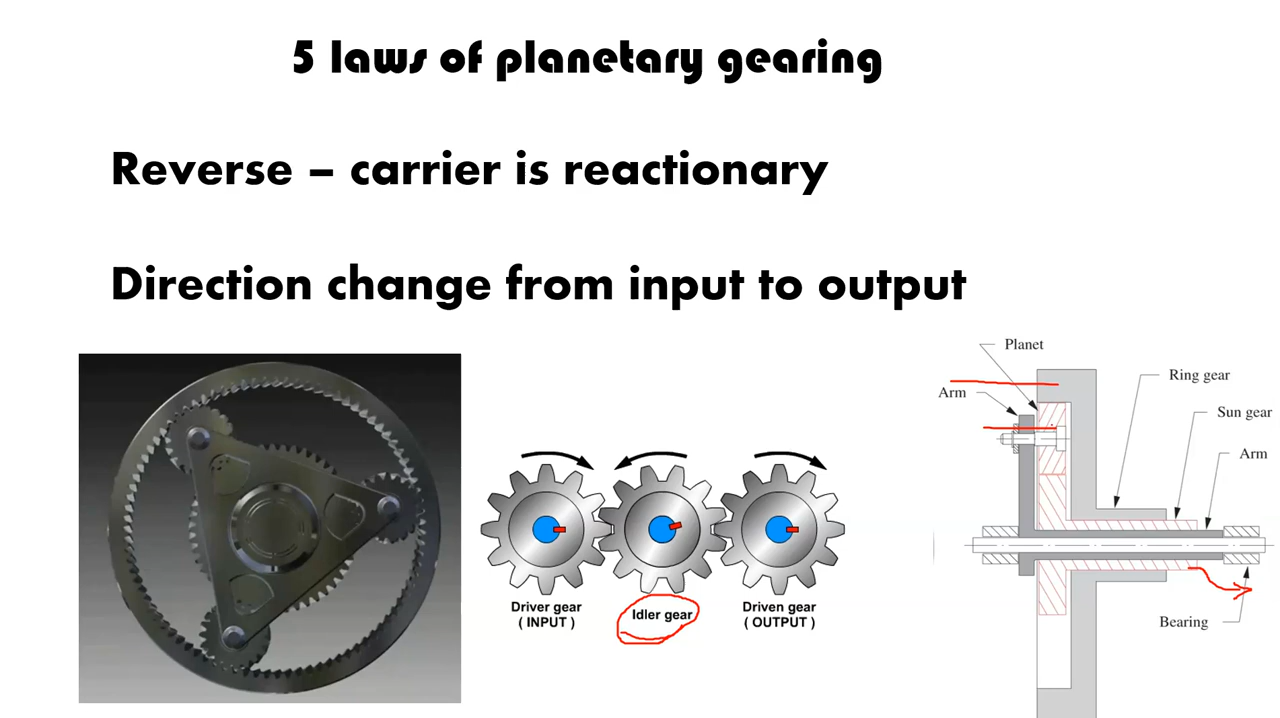 5 laws of planetary gearing
Reverse – carrier is reactionary
Direction change from input to output
Driver gear
( INPUT )
Idler gear
Driven gear
( OUTPUT )
Planet
Arm
Ring gear
Sun gear
Arm
Bearing